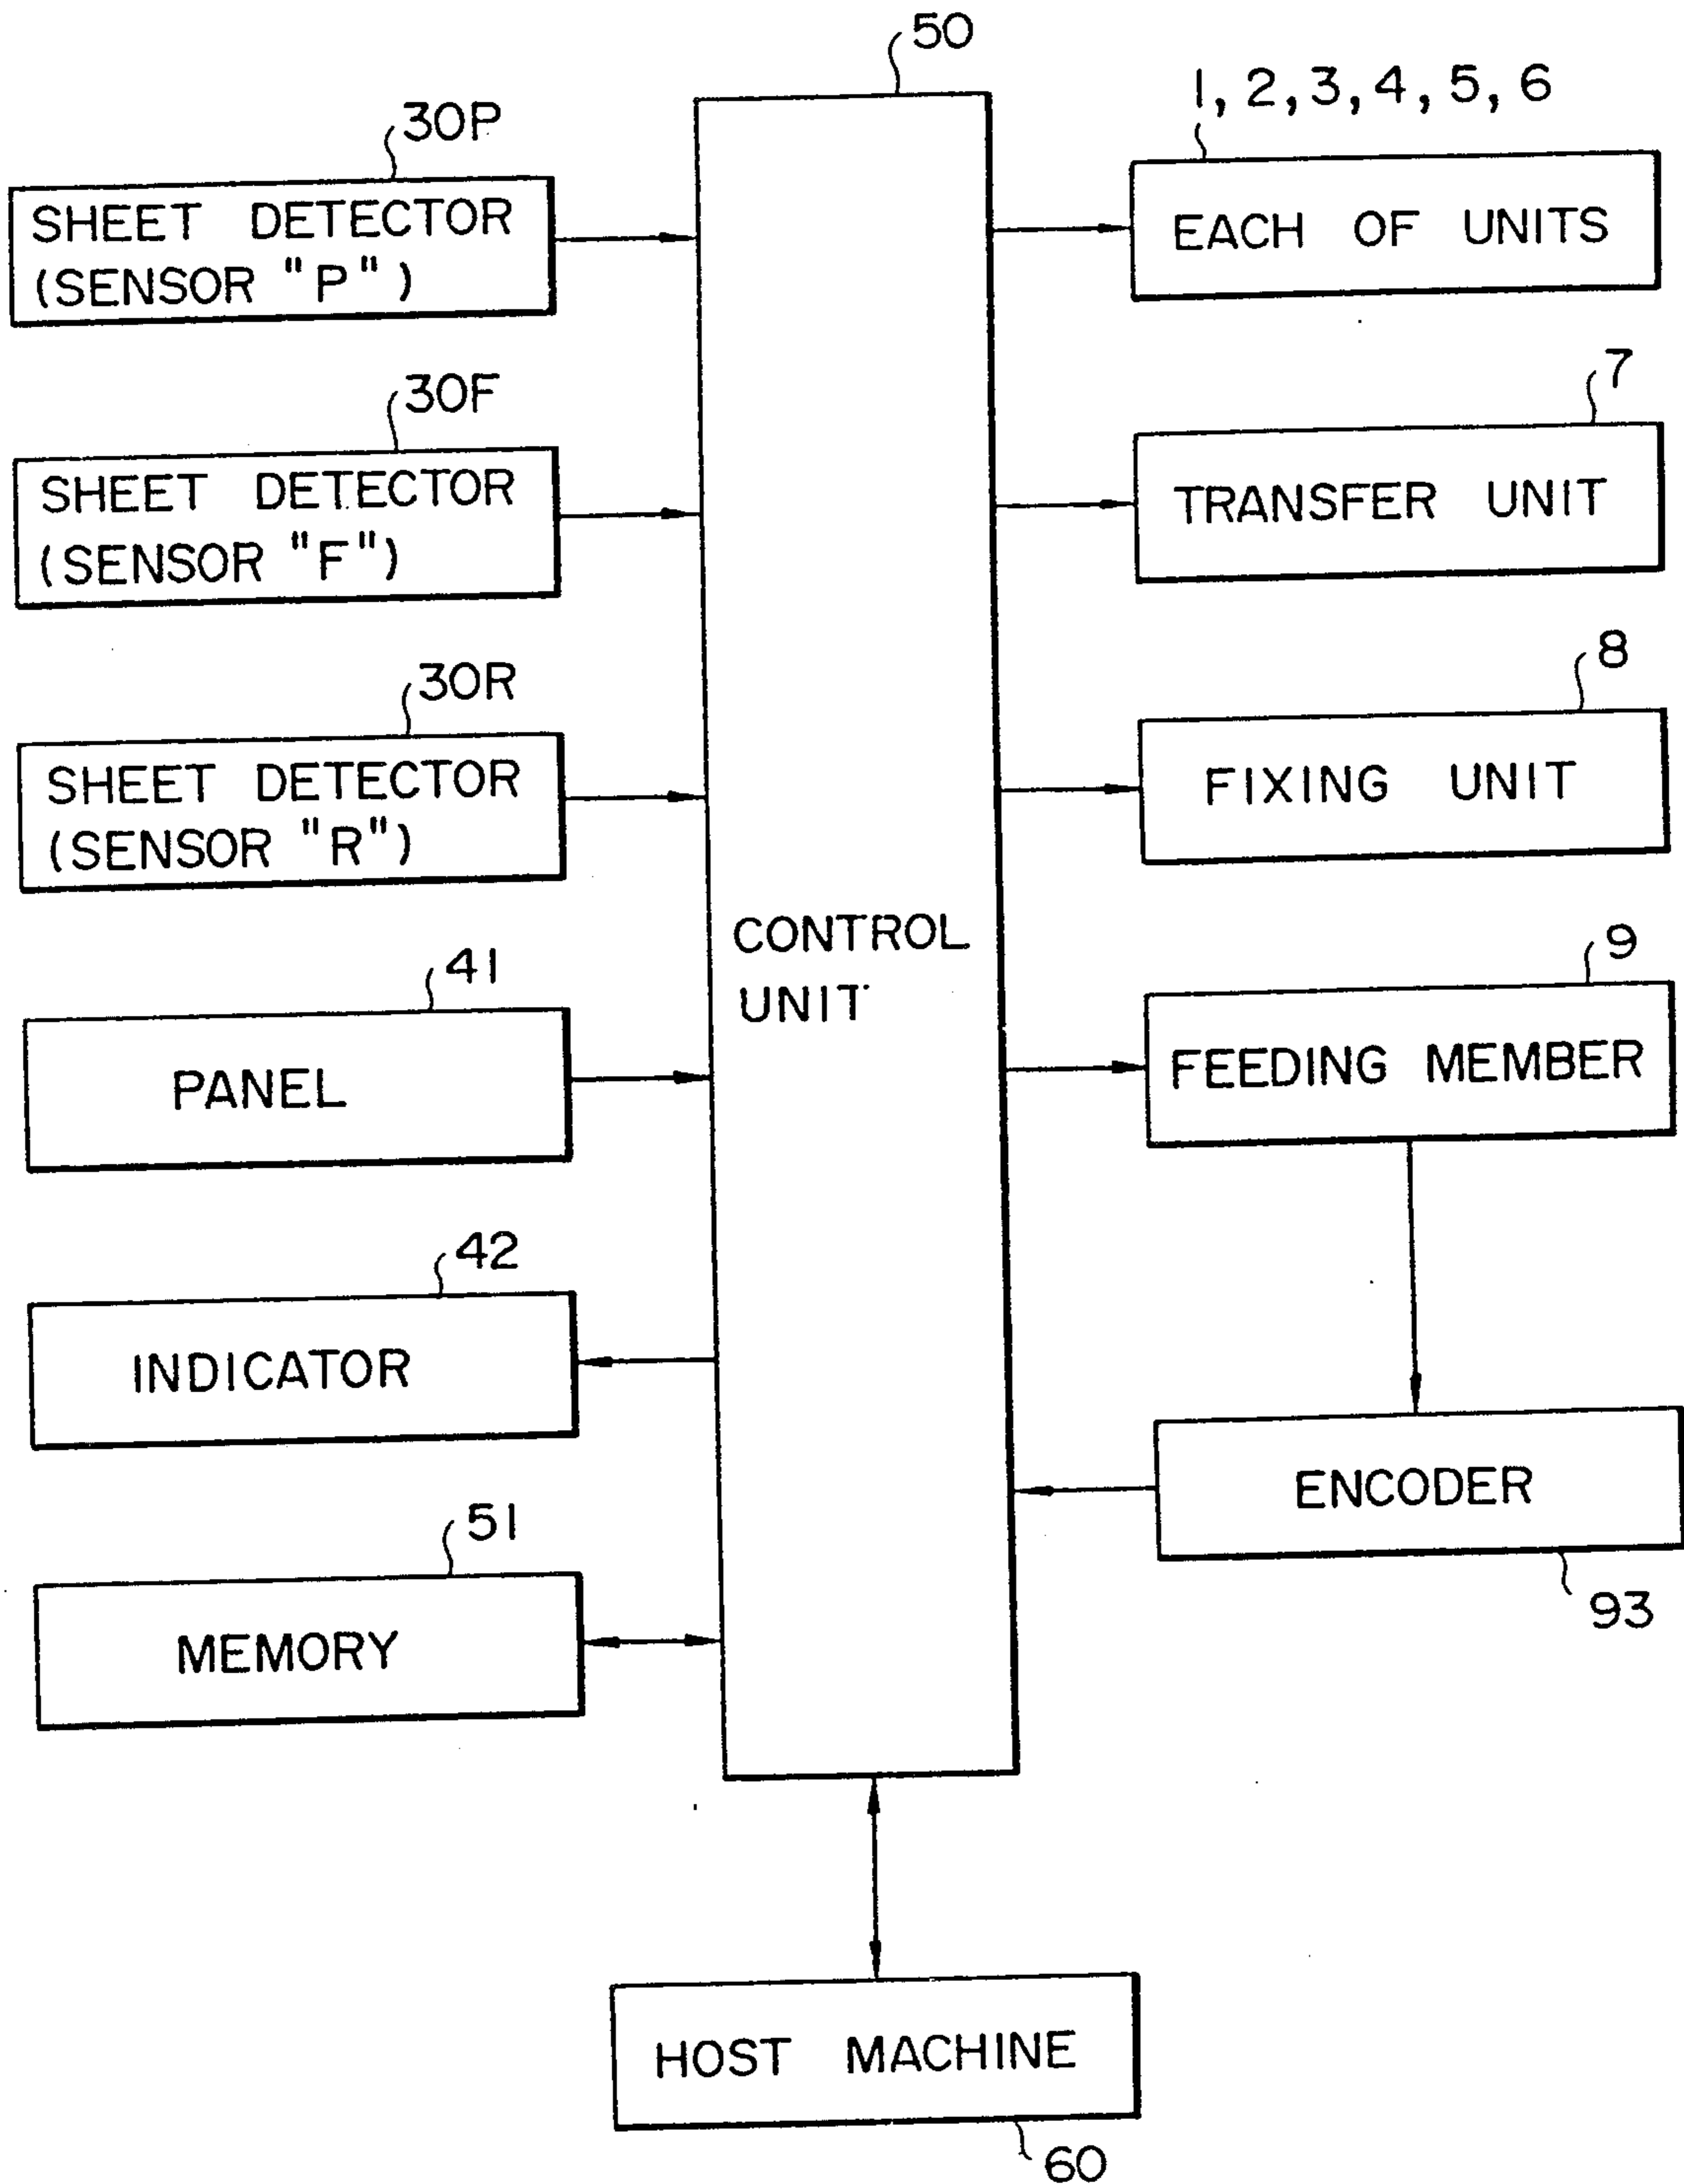 50
1, 2, 3, 4, 5, 6
30P
SHEET DETECTOR
(SENSOR "P")
EACH OF UNITS
30F
SHEET DETECTOR
(SENSOR "F")
7
TRANSFER UNIT
30R
SHEET DETECTOR
(SENSOR "R")
8
FIXING UNIT
CONTROL
UNIT
41
PANEL
9
FEEDING MEMBER
42
INDICATOR
ENCODER
93
51
MEMORY
HOST MACHINE
60